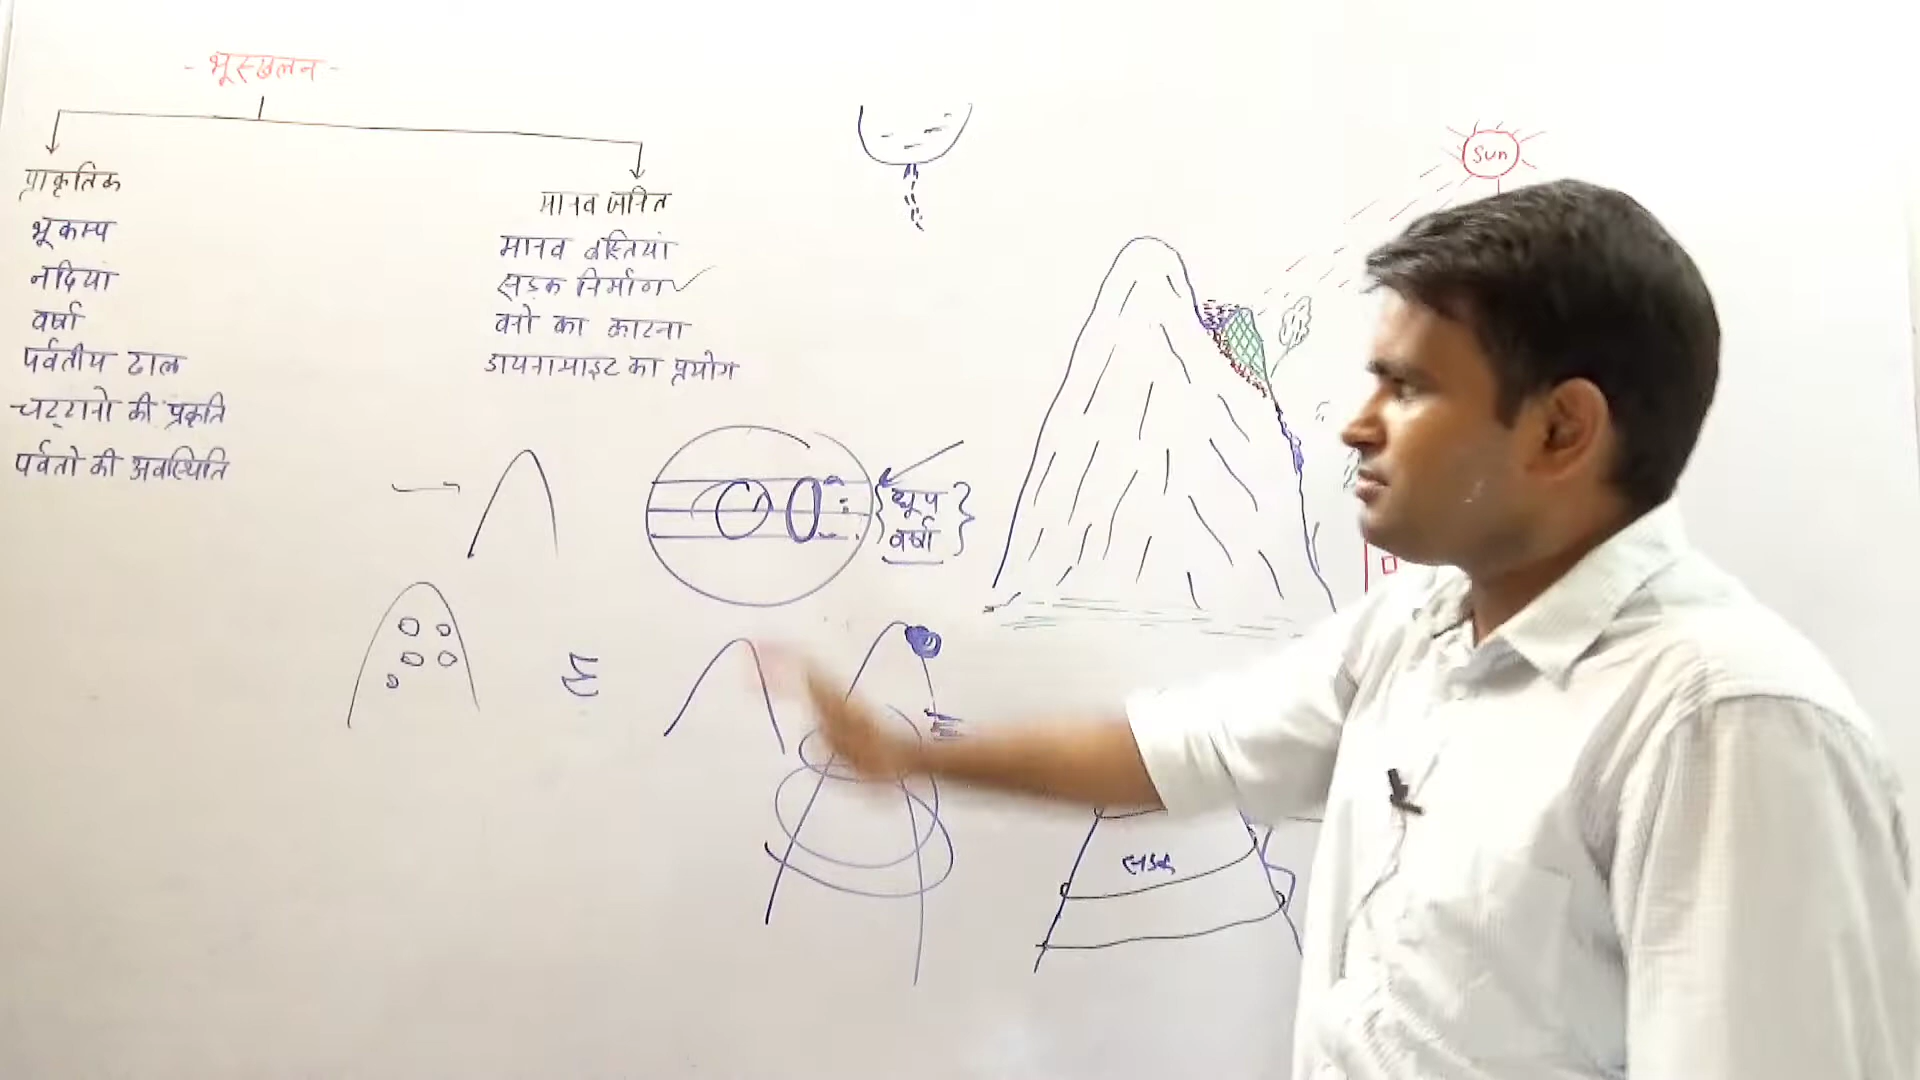 - भूस्खलन -
प्राकृतिक
भूकम्प
नदियां
वर्षा
पर्वतीय ढाल
चट्टानो की प्रकृति
पर्वतो की अवस्थिति
मानव जनित
मानव बस्तियां
सड़क निर्माण ✓
वनो का काटना
डायनामाइट का प्रयोग
Sun
धूप
वर्षा
सड़क